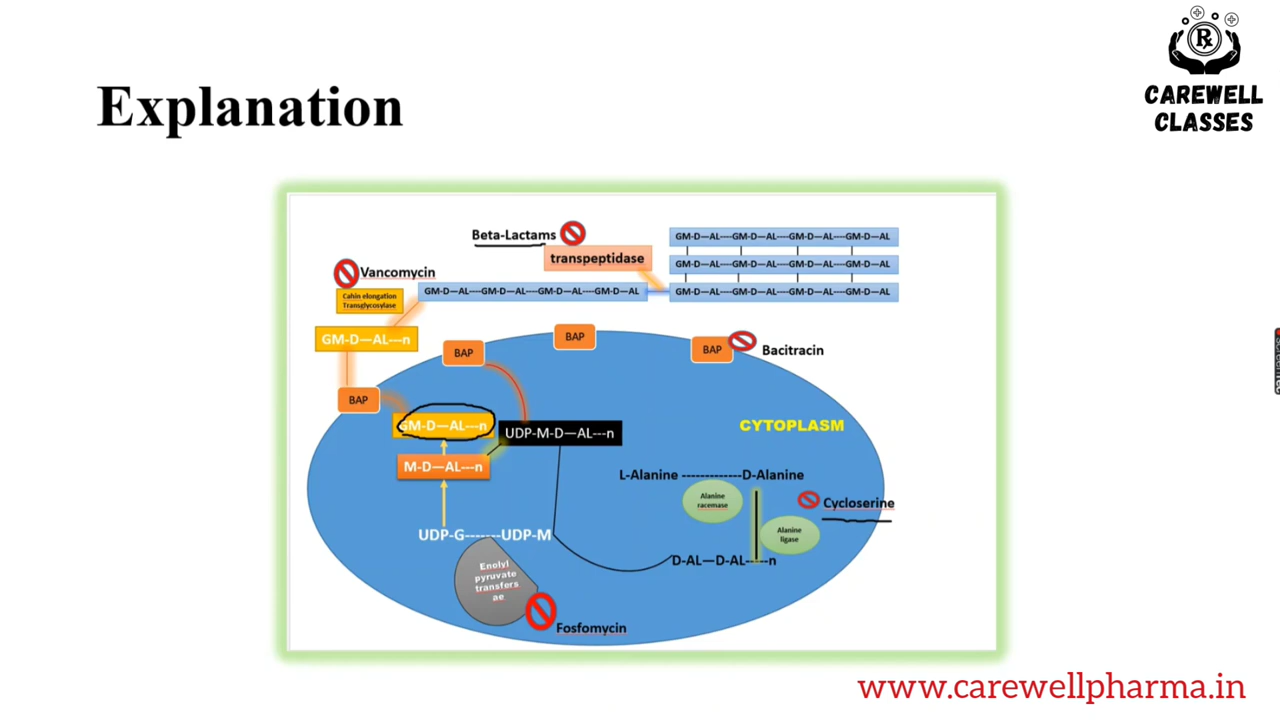 CAREWELL
CLASSES
Explanation
Beta-Lactams
transpeptidase
GM-D—AL----GM-D—AL----GM-D—AL----GM-D—AL
GM-D—AL----GM-D—AL----GM-D—AL----GM-D—AL
GM-D—AL----GM-D—AL----GM-D—AL----GM-D—AL
Vancomycin
Cahin elongation
Transglycosylase
GM-D—AL----GM-D—AL----GM-D—AL----GM-D—AL
GM-D—AL---n
BAP
BAP
BAP
Bacitracin
BAP
GM-D—AL---n
UDP-M-D—AL---n
CYTOPLASM
M-D—AL---n
L-Alanine -------------D-Alanine
Alanine
racemase
Cycloserine
Alanine
ligase
UDP-G-------UDP-M
D-AL—D-AL-----n
Enolyl
pyruvate
transfers
ae
Fosfomycin
www.carewellpharma.in